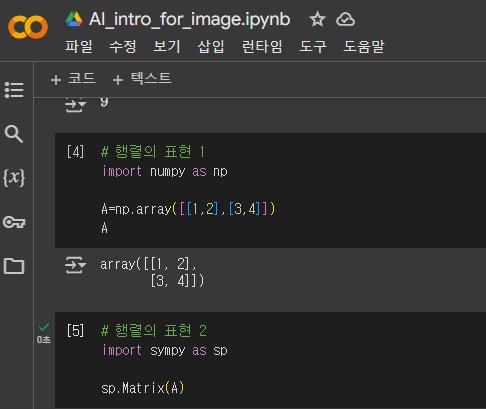 AI_intro_for_image.ipynb
파일 수정 보기 삽입 런타임 도구 도움말
+ 코드 + 텍스트
9
[4] # 행렬의 표현 1
import numpy as np
A=np.array([[1,2],[3,4]])
A
array([[1, 2],
[3, 4]])
[5] # 행렬의 표현 2
0초
import sympy as sp
sp.Matrix(A)